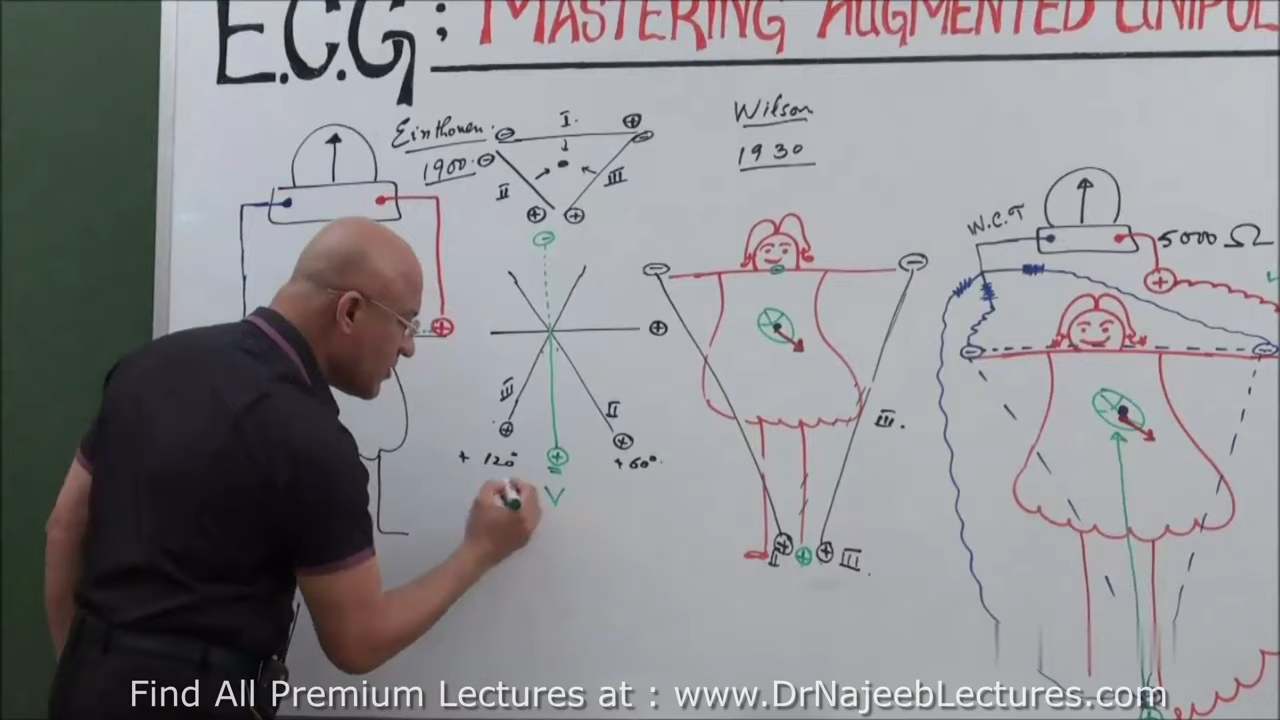 E.C.G: MASTERING AUGMENTED UNIPOL
Einthoven.
1900.
I.
II
III
Wilson
1930
W.C.T
5000 Ω
III
II
+ 120°
+60°.
V
III.
II
III.
Find All Premium Lectures at : www.DrNajeebLectures.com